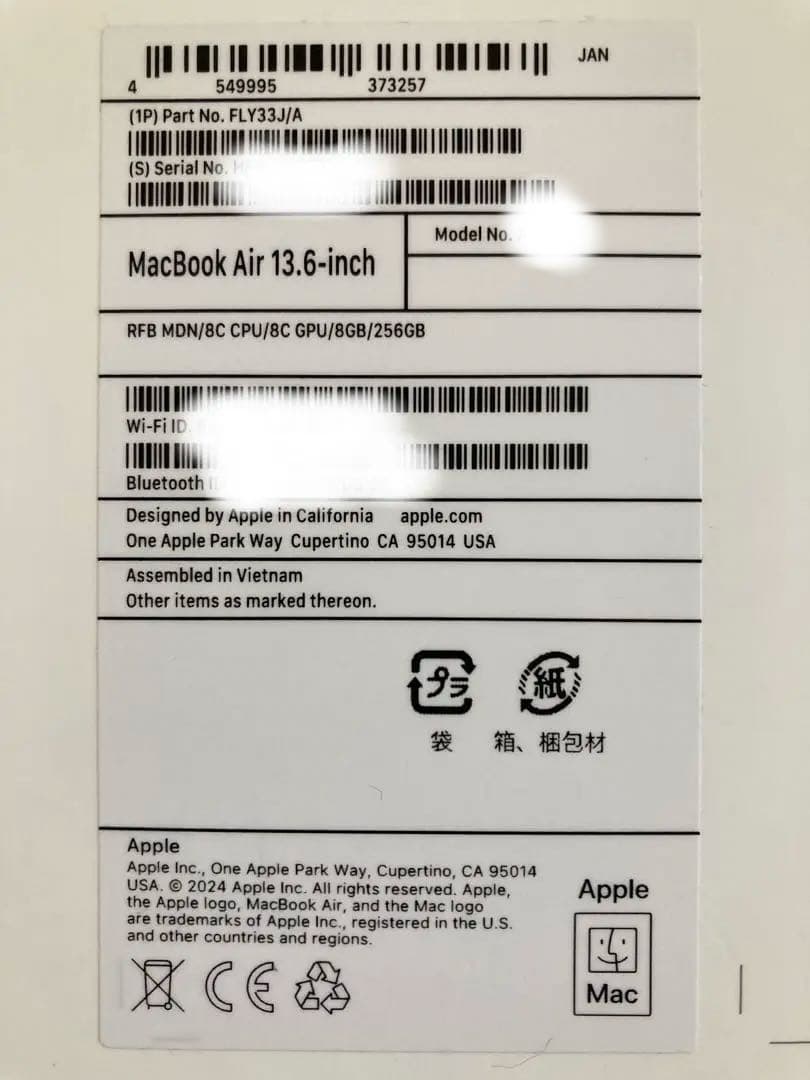 JAN
4 549995 373257
(1P) Part No. FLY33J/A
(S) Serial No.
Model No.
MacBook Air 13.6-inch
RFB MDN/8C CPU/8C GPU/8GB/256GB
Wi-Fi ID
Bluetooth
Designed by Apple in California apple.com
One Apple Park Way Cupertino CA 95014 USA
Assembled in Vietnam
Other items as marked thereon.
プラ 紙
袋 箱、梱包材
Apple
Apple Inc., One Apple Park Way, Cupertino, CA 95014
USA. © 2024 Apple Inc. All rights reserved. Apple,
the Apple logo, MacBook Air, and the Mac logo
are trademarks of Apple Inc., registered in the U.S.
and other countries and regions.
CE
Apple
Mac